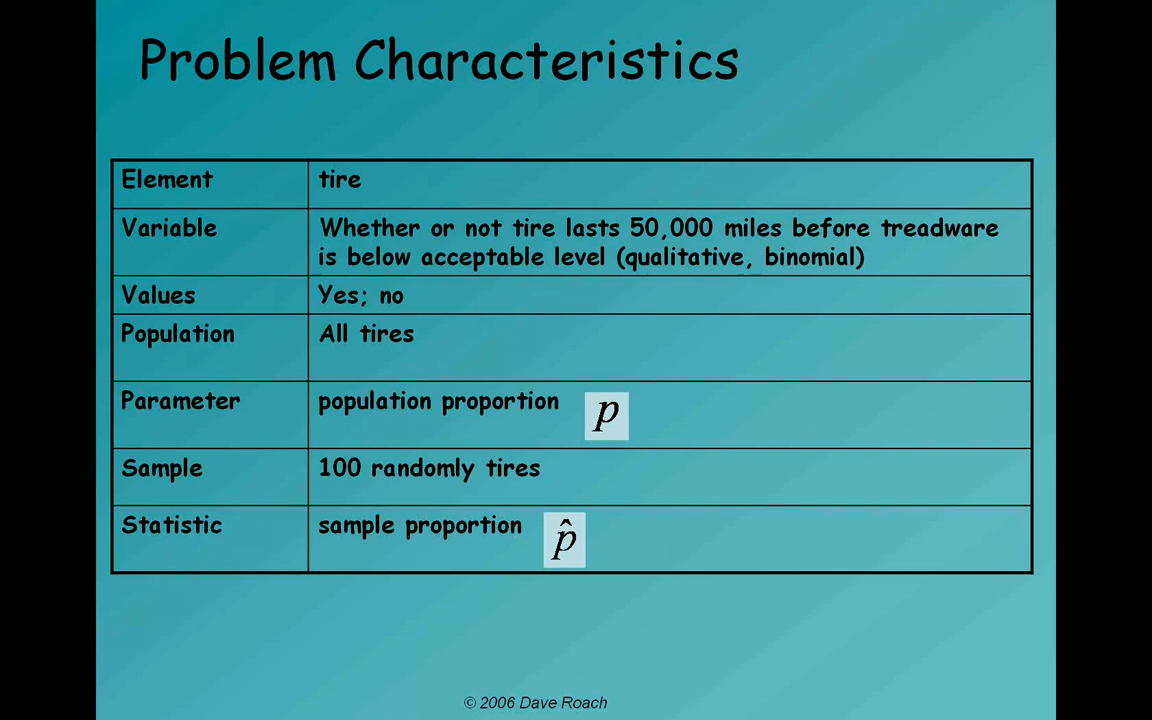 Problem Characteristics
Element tire
Variable Whether or not tire lasts 50,000 miles before treadware
is below acceptable level (qualitative, binomial)
Values Yes; no
Population All tires
Parameter population proportion p
Sample 100 randomly tires
Statistic sample proportion p̂
© 2006 Dave Roach